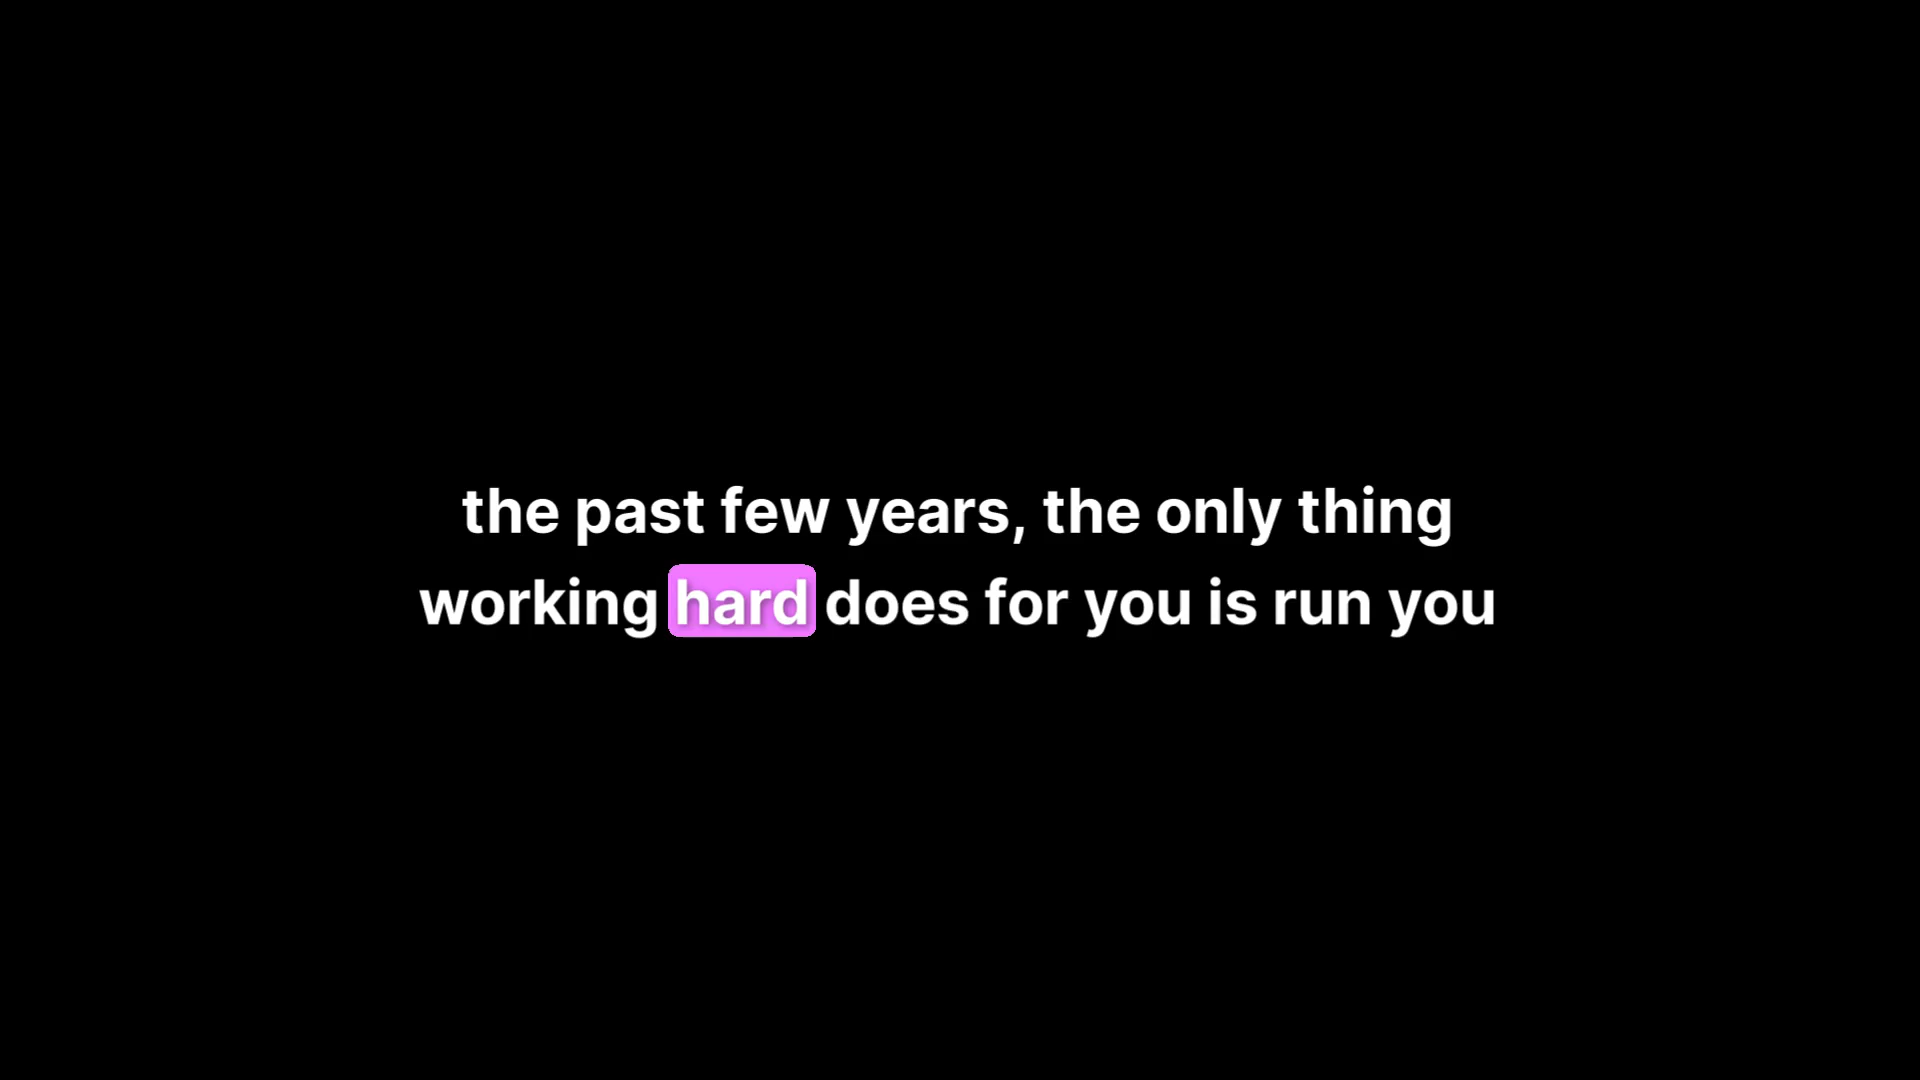 the past few years, the only thing
working hard does for you is run you